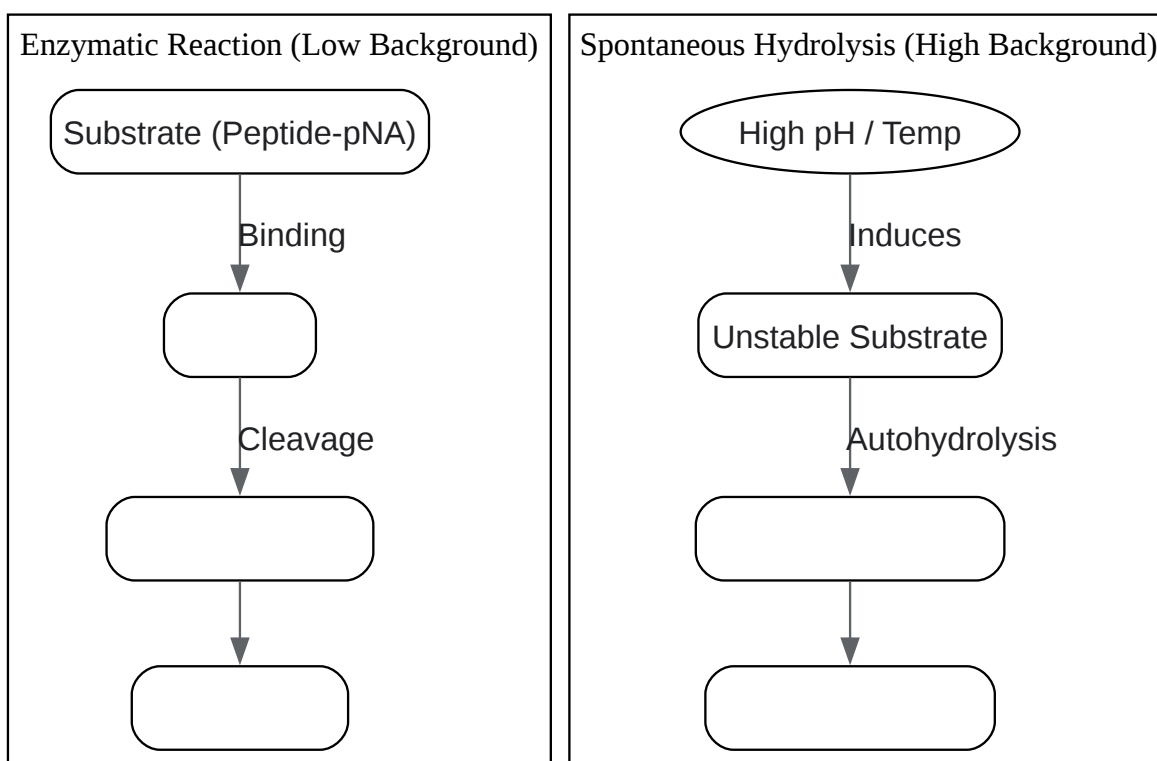 Enzymatic Reaction (Low Background)
Substrate (Peptide-pNA)
Binding
Cleavage
Spontaneous Hydrolysis (High Background)
High pH / Temp
Induces
Unstable Substrate
Autohydrolysis